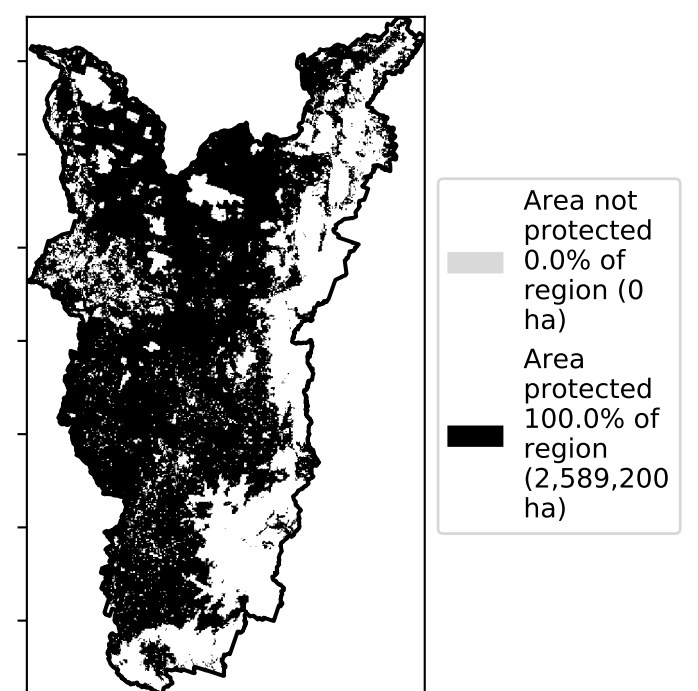 Area not
protected
0.0% of
region (0
ha)
Area
protected
100.0% of
region
(2,589,200
ha)